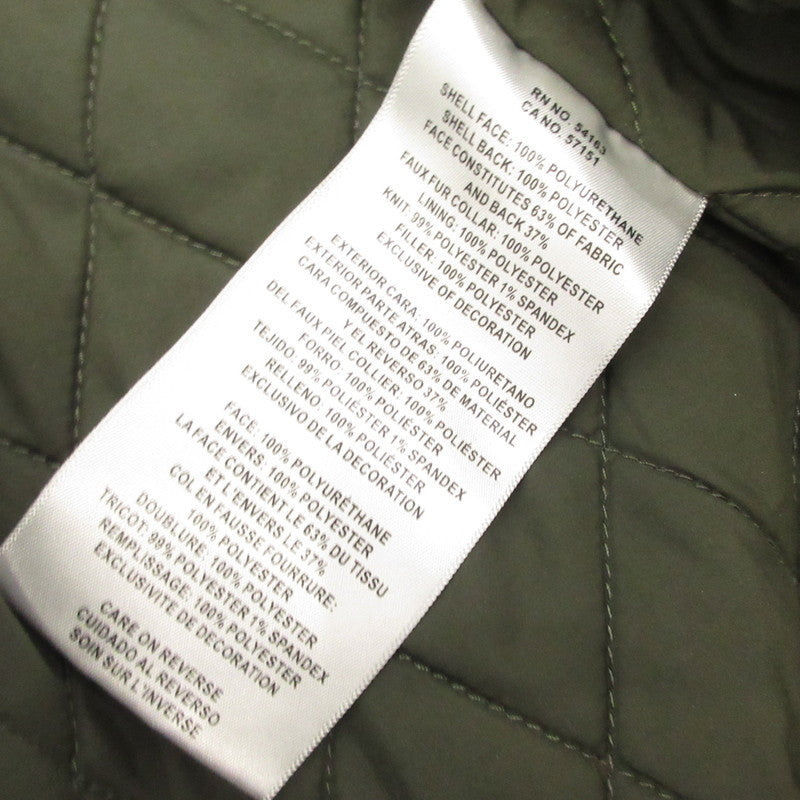 RN NO. 54163
CA NO. 57151
SHELL FACE: 100% POLYURETHANE
SHELL BACK: 100% POLYESTER
FACE CONSTITUTES 63% OF FABRIC
AND BACK 37%
FAUX FUR COLLAR: 100% POLYESTER
LINING: 100% POLYESTER
KNIT: 99% POLYESTER 1% SPANDEX
FILLER: 100% POLYESTER
EXCLUSIVE OF DECORATION
EXTERIOR CARA: 100% POLIURETANO
EXTERIOR PARTE ATRAS: 100% POLIÉSTER
CARA COMPUESTO DE 63% DE MATERIAL
Y EL REVERSO 37%
DEL FAUX PIEL COLLIER: 100% POLIÉSTER
FORRO: 100% POLIÉSTER
TEJIDO: 99% POLIÉSTER 1% SPANDEX
RELLENO: 100% POLIÉSTER
EXCLUSIVO DE LA DECORATION
FACE: 100% POLYURÉTHANE
ENVERS: 100% POLYESTER
LA FACE CONTIENT LE 63% DU TISSU
ET L'ENVERS LE 37%
COL EN FAUSSE FOURRURE:
100% POLYESTER
DOUBLURE: 100% POLYESTER
TRICOT: 99% POLYESTER 1% SPANDEX
REMPLISSAGE: 100% POLYESTER
EXCLUSIVITE DE DECORATION
CARE ON REVERSE
CUIDADO AL REVERSO
SOIN SUR L'INVERSE